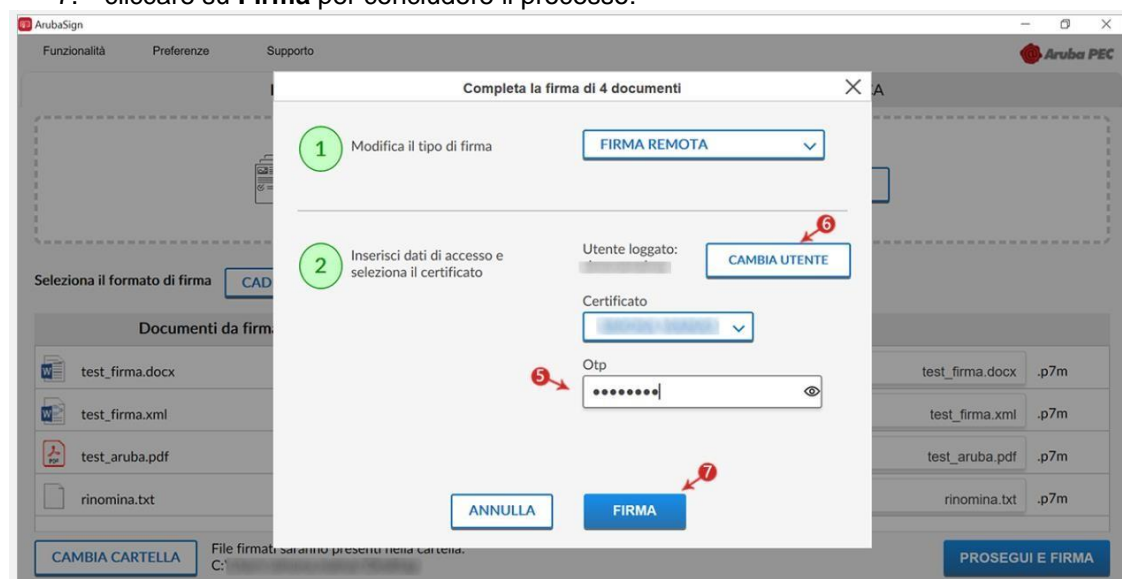 7. cliccare su Firma per concludere il processo.
ArubaSign
Funzionalità Preferenze Supporto
Aruba PEC
Completa la firma di 4 documenti
A
1 Modifica il tipo di firma FIRMA REMOTA
6
2 Inserisci dati di accesso e
seleziona il certificato
Utente loggato:
CAMBIA UTENTE
Seleziona il formato di firma CAD
Certificato
Documenti da firma
Otp
5
test_firma.docx test_firma.docx .p7m
test_firma.xml test_firma.xml .p7m
test_aruba.pdf test_aruba.pdf .p7m
7
rinomina.txt rinomina.txt .p7m
ANNULLA FIRMA
CAMBIA CARTELLA
File firmati saranno presenti nella cartella:
C:\
PROSEGUI E FIRMA